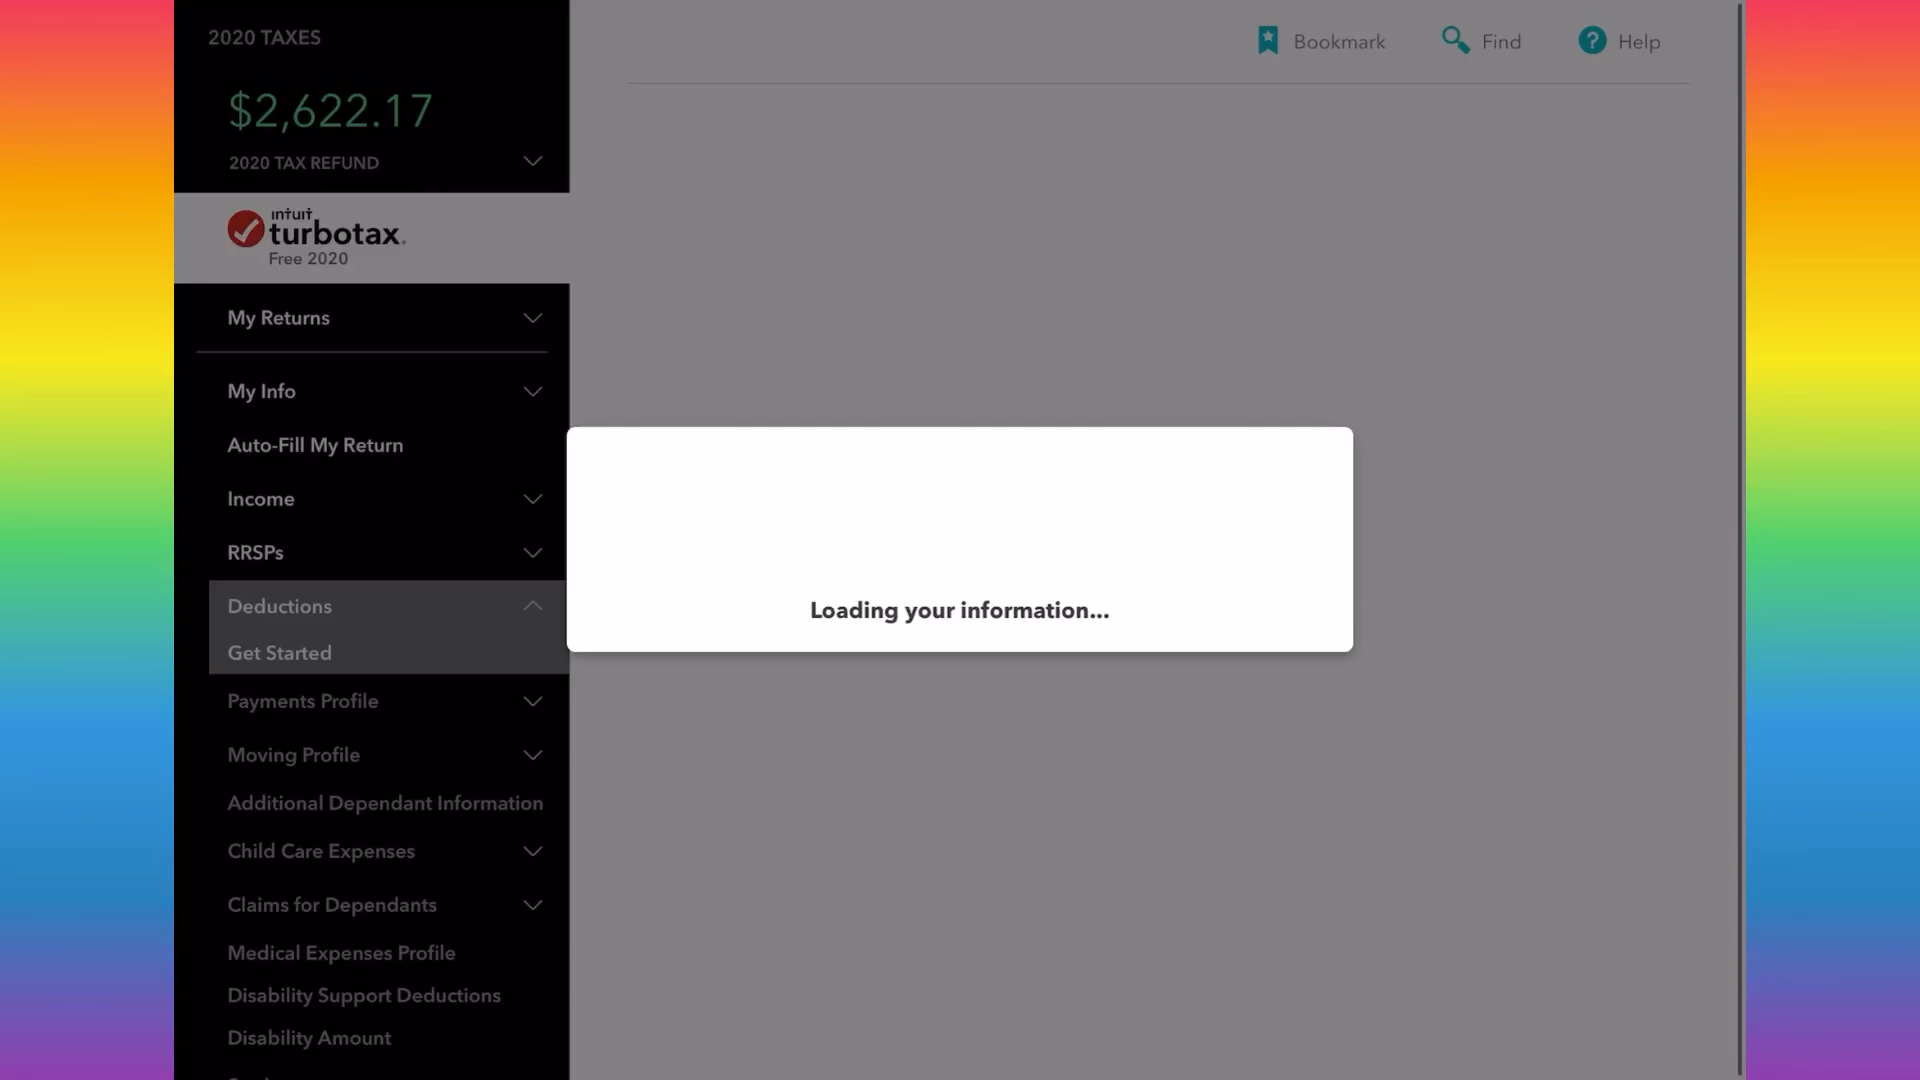 2020 TAXES
$2,622.17
2020 TAX REFUND
intuit
turbotax.
Free 2020
My Returns
My Info
Auto-Fill My Return
Income
RRSPs
Deductions
Get Started
Payments Profile
Moving Profile
Additional Dependant Information
Child Care Expenses
Claims for Dependants
Medical Expenses Profile
Disability Support Deductions
Disability Amount
Bookmark
Find
? Help
Loading your information...